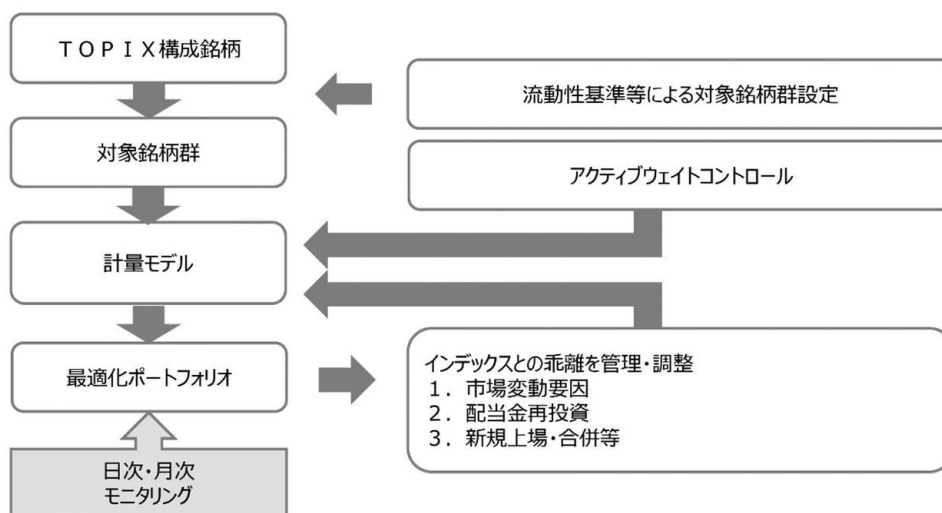 ＴＯＰＩＸ構成銘柄
流動性基準等による対象銘柄群設定
対象銘柄群
アクティブウェイトコントロール
計量モデル
最適化ポートフォリオ
インデックスとの乖離を管理・調整
１．市場変動要因
２．配当金再投資
３．新規上場・合併等
日次・月次
モニタリング